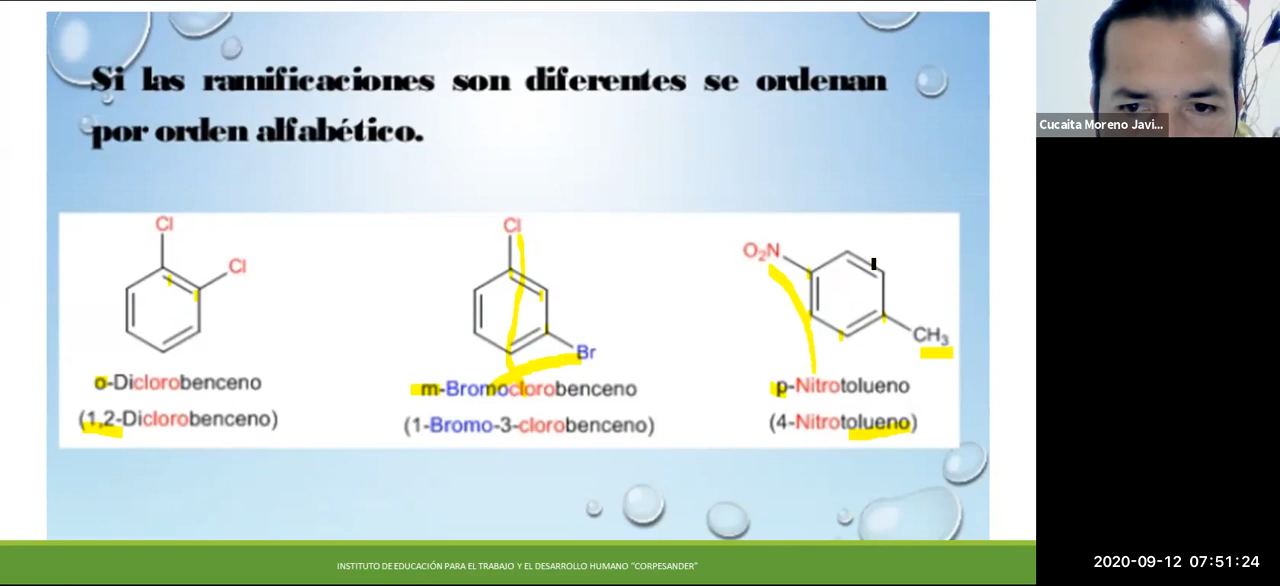 Si las ramificaciones son diferentes se ordenan
por orden alfabético.
Cl
Cl
o-Diclorobenceno
(1,2-Diclorobenceno)
Cl
Br
m-Bromoclorobenceno
(1-Bromo-3-clorobenceno)
O₂N
CH₃
p-Nitrotolueno
(4-Nitrotolueno)
INSTITUTO DE EDUCACIÓN PARA EL TRABAJO Y EL DESARROLLO HUMANO "CORPESANDER"
Cucaita Moreno Javi...
2020-09-12 07:51:24